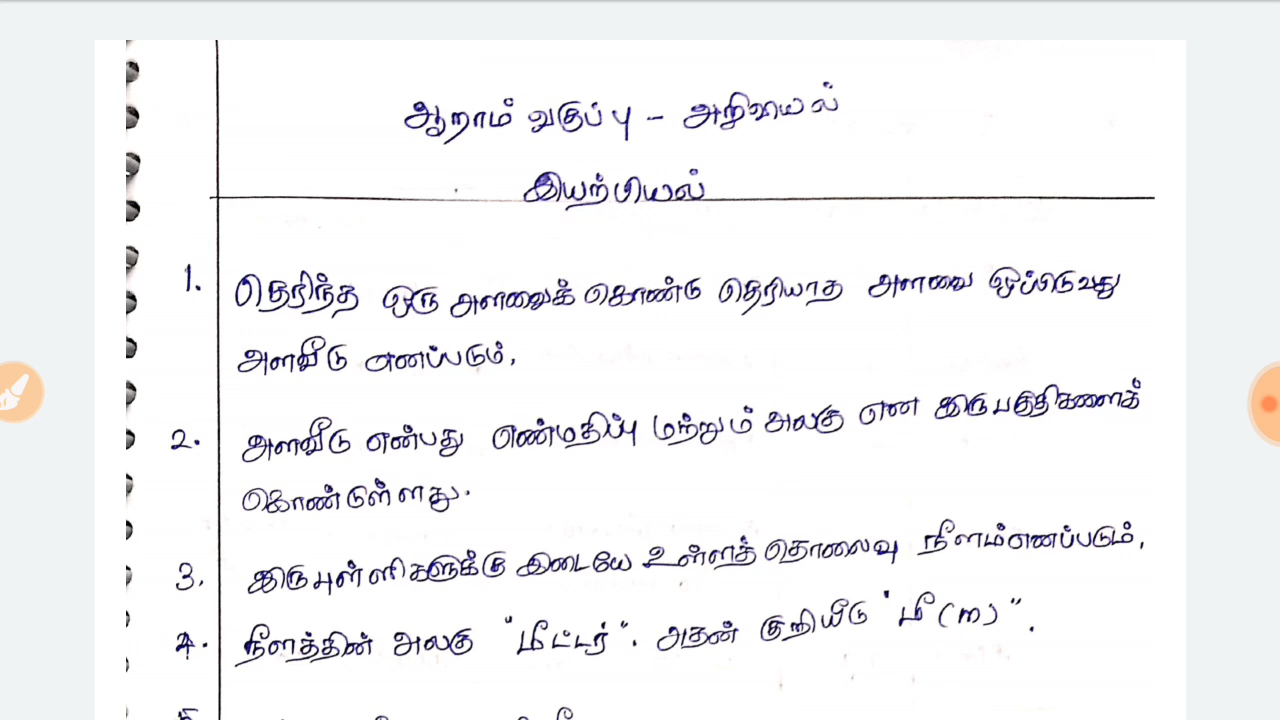 ஆறாம் வகுப்பு - அறிவியல்
இயற்பியல்
1. தெரிந்த ஒரு அளவைக் கொண்டு தெரியாத அளவை ஒப்பிடுவது
அளவீடு எனப்படும்.
2. அளவீடு என்பது எண்மதிப்பு மற்றும் அலகு என இருபகுதிகளைக்
கொண்டுள்ளது.
3. இருபுள்ளிகளுக்கு இடையே உள்ளத் தொலைவு நீளம்எனப்படும்.
4. நீளத்தின் அலகு "மீட்டர்". அதன் குறியீடு "மீ(m)".
5.